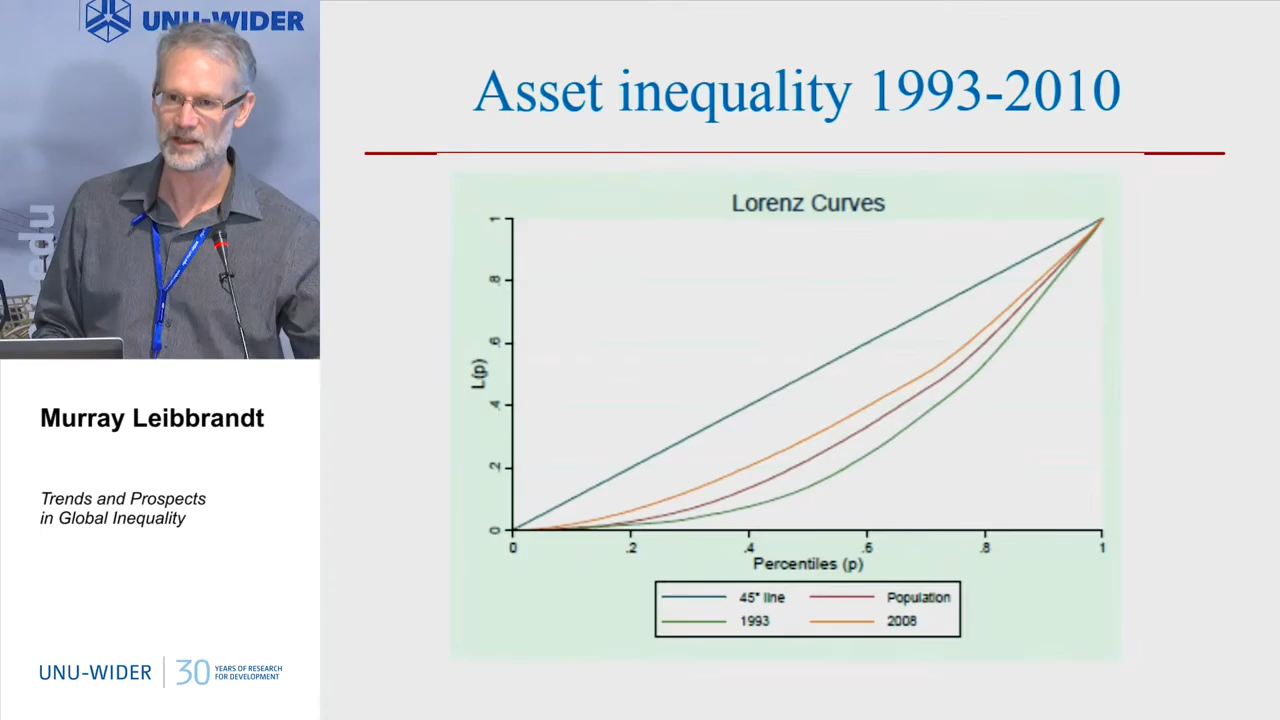 UNU-WIDER
edu
Murray Leibbrandt
Trends and Prospects
in Global Inequality
UNU-WIDER
30 YEARS OF RESEARCH
FOR DEVELOPMENT
Asset inequality 1993-2010
Lorenz Curves
L(p)
1
.8
.6
.4
.2
0
0 .2 .4 .6 .8 1
Percentiles (p)
45° line Population
1993 2008